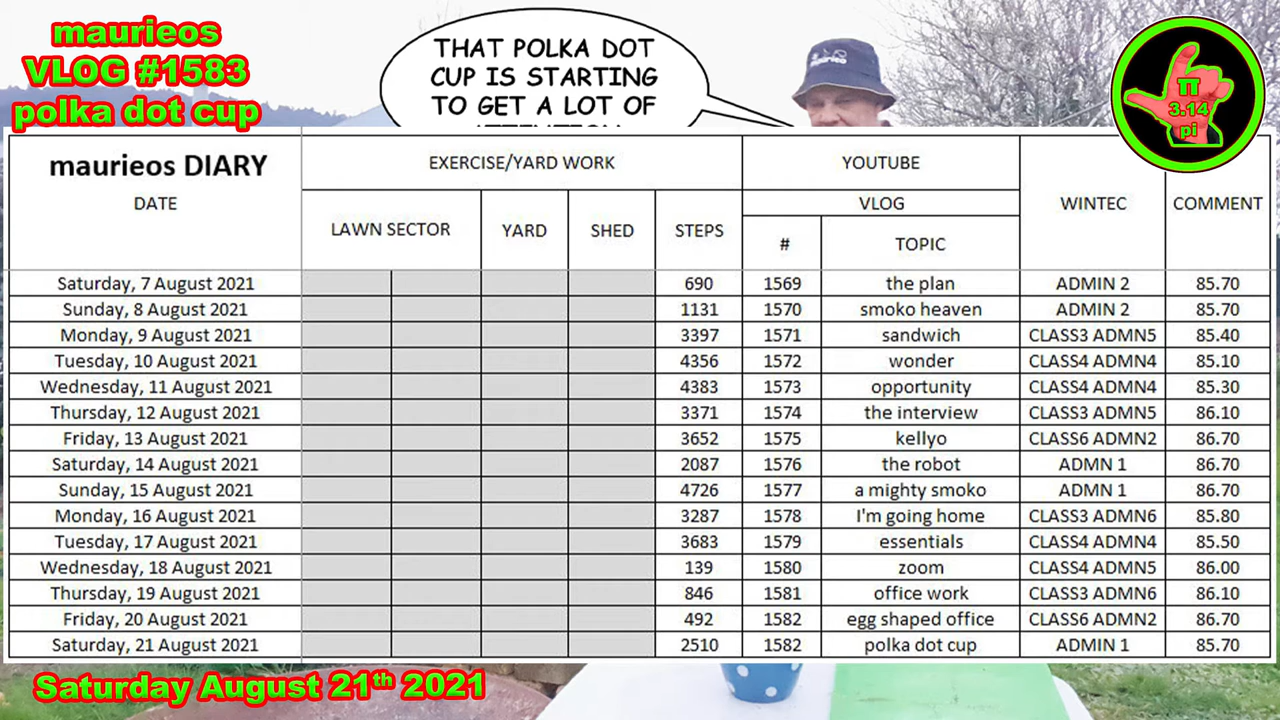 maurieos
VLOG #1583
polka dot cup
THAT POLKA DOT
CUP IS STARTING
TO GET A LOT OF
ATTENTION
π
3.14
pi
maurieos DIARY
DATE
EXERCISE/YARD WORK
YOUTUBE
WINTEC
COMMENT
LAWN SECTOR
YARD
SHED
STEPS
VLOG
#
TOPIC
Saturday, 7 August 2021 690 1569 the plan ADMIN 2 85.70
Sunday, 8 August 2021 1131 1570 smoko heaven ADMIN 2 85.70
Monday, 9 August 2021 3397 1571 sandwich CLASS3 ADMN5 85.40
Tuesday, 10 August 2021 4356 1572 wonder CLASS4 ADMN4 85.10
Wednesday, 11 August 2021 4383 1573 opportunity CLASS4 ADMN4 85.30
Thursday, 12 August 2021 3371 1574 the interview CLASS3 ADMN5 86.10
Friday, 13 August 2021 3652 1575 kellyo CLASS6 ADMN2 86.70
Saturday, 14 August 2021 2087 1576 the robot ADMN 1 86.70
Sunday, 15 August 2021 4726 1577 a mighty smoko ADMN 1 86.70
Monday, 16 August 2021 3287 1578 I'm going home CLASS3 ADMN6 85.80
Tuesday, 17 August 2021 3683 1579 essentials CLASS4 ADMN4 85.50
Wednesday, 18 August 2021 139 1580 zoom CLASS4 ADMN5 86.00
Thursday, 19 August 2021 846 1581 office work CLASS3 ADMN6 86.10
Friday, 20 August 2021 492 1582 egg shaped office CLASS6 ADMN2 86.70
Saturday, 21 August 2021 2510 1582 polka dot cup ADMIN 1 85.70
Saturday August 21th 2021